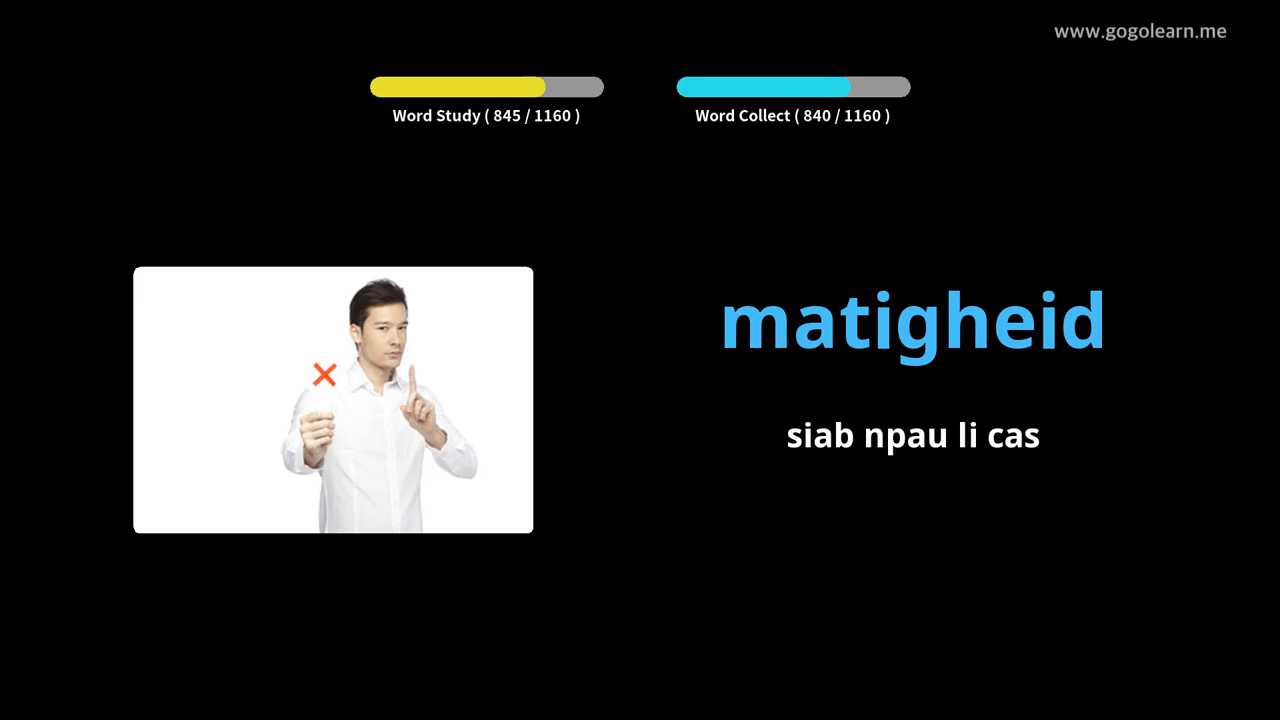 www.gogolearn.me
Word Study ( 845 / 1160 )
Word Collect ( 840 / 1160 )
matigheid
siab npau li cas